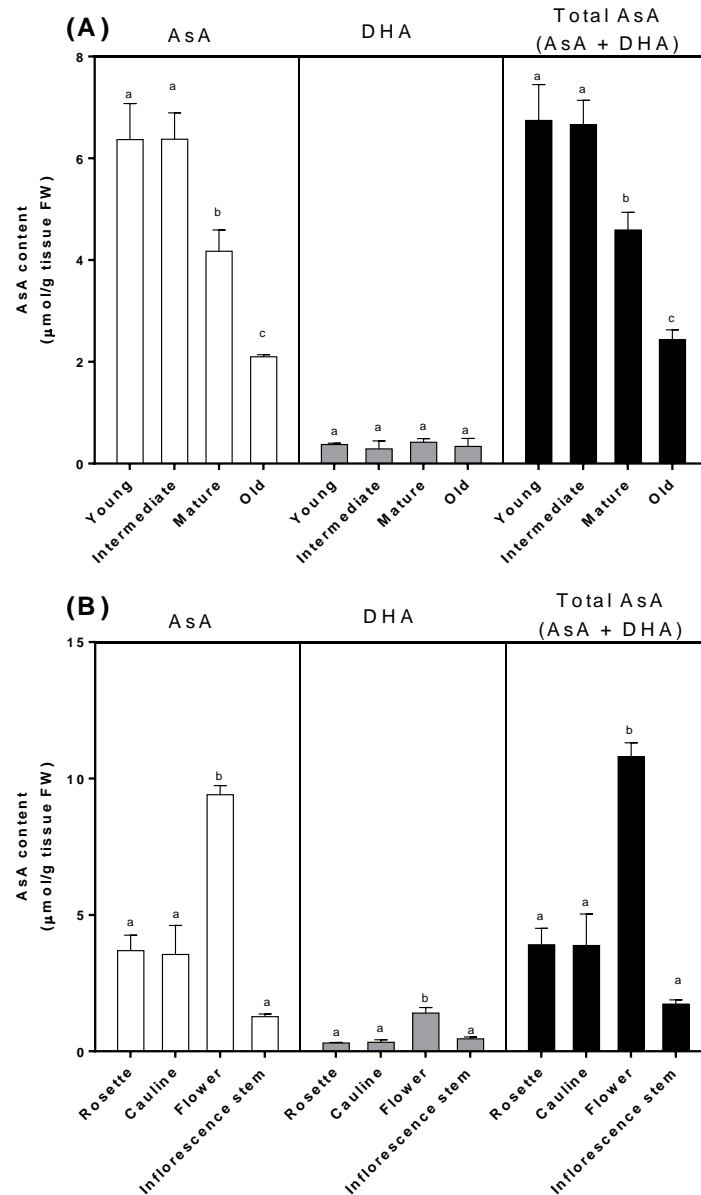 (A)
AsA
DHA
Total AsA
(AsA + DHA)
AsA content
(µmol/g tissue FW)
8
6
4
2
0
a
a
b
c
a
a
a
a
a
a
b
c
Young
Intermediate
Mature
Old
Young
Intermediate
Mature
Old
Young
Intermediate
Mature
Old
(B)
AsA
DHA
Total AsA
(AsA + DHA)
AsA content
(µmol/g tissue FW)
15
10
5
0
a
a
b
a
a
a
b
a
a
a
b
a
Rosette
Cauline
Flower
Inflorescence stem
Rosette
Cauline
Flower
Inflorescence stem
Rosette
Cauline
Flower
Inflorescence stem